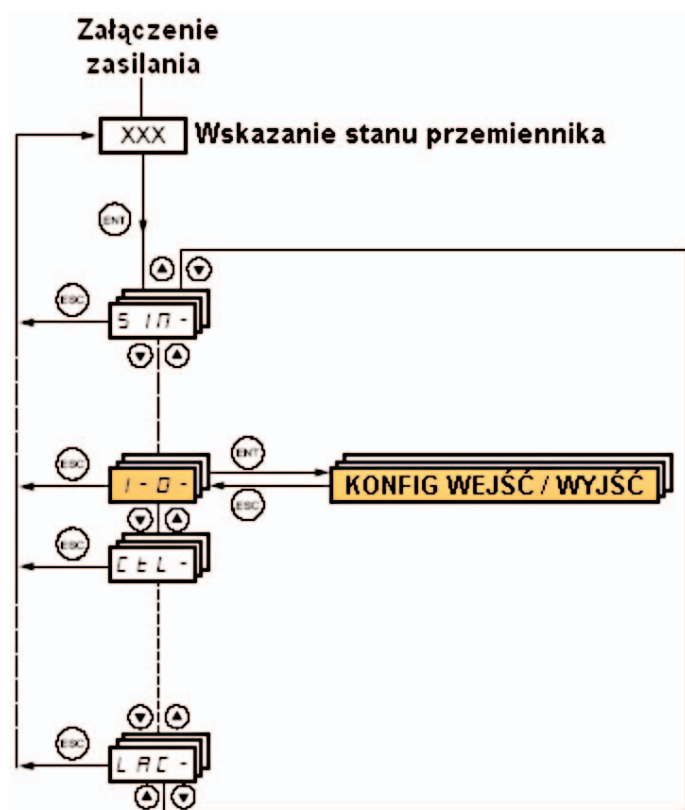 Załączenie
zasilania
XXX
Wskazanie stanu przemiennika
ENT
ESC
SIM-
ESC
I-O-
ENT
ESC
KONFIG WEJŚĆ / WYJŚĆ
ESC
CtL-
ESC
LAC-